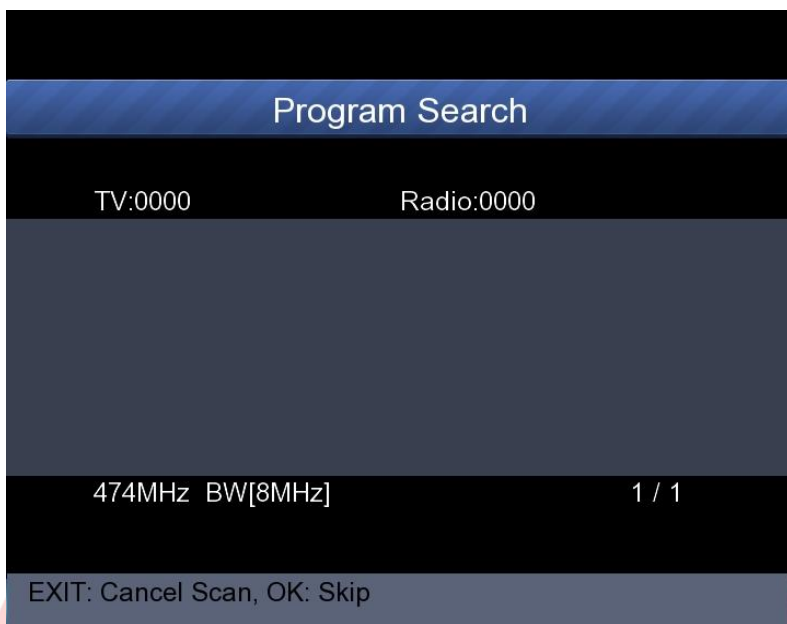 Program Search
TV:0000 Radio:0000
474MHz BW[8MHz] 1 / 1
EXIT: Cancel Scan, OK: Skip